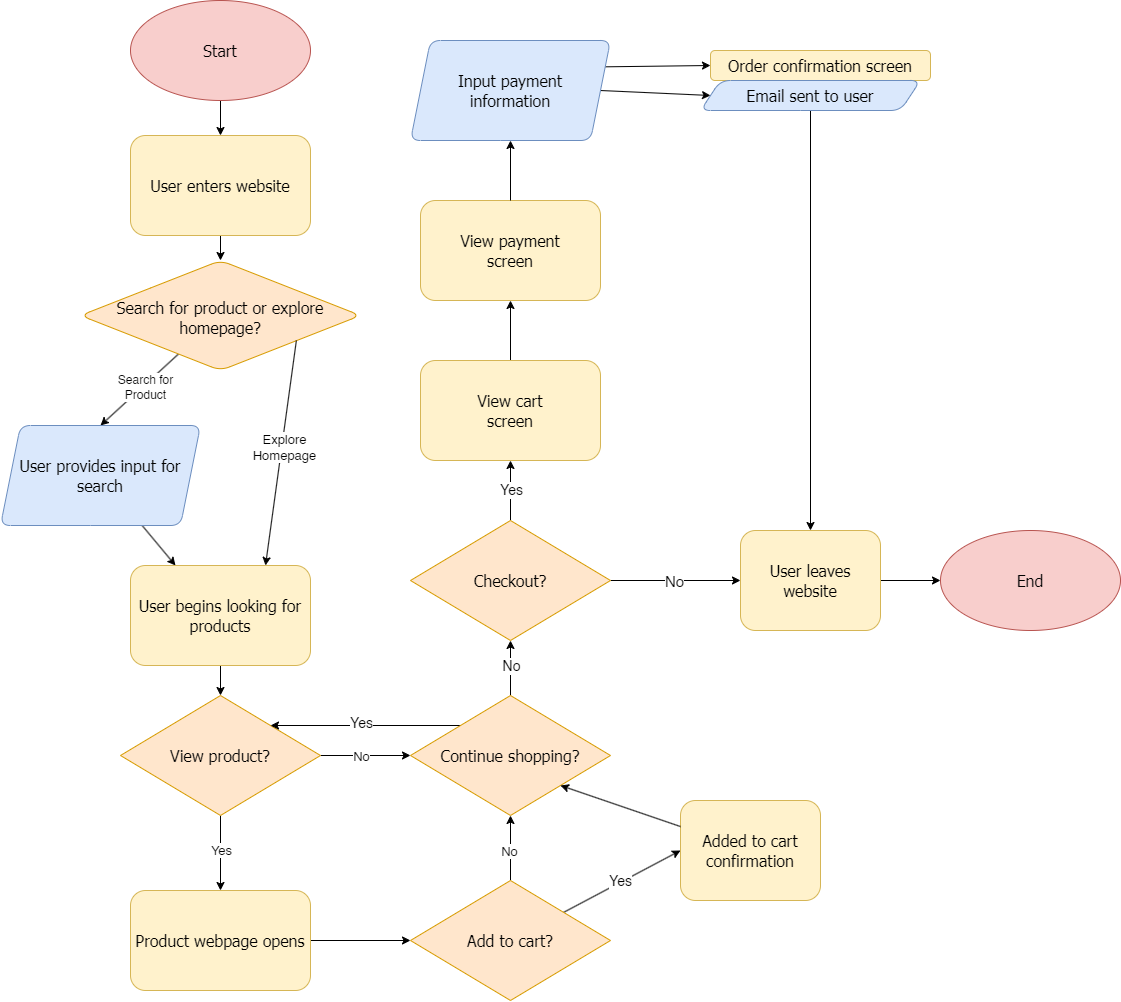 Start
User enters website
Search for product or explore
homepage?
Search for
Product
Explore
Homepage
User provides input for
search
User begins looking for
products
View product?
Yes
No
Yes
Product webpage opens
Add to cart?
No
Yes
Added to cart
confirmation
Continue shopping?
No
Checkout?
No
Yes
View cart
screen
View payment
screen
Input payment
information
Order confirmation screen
Email sent to user
User leaves
website
End